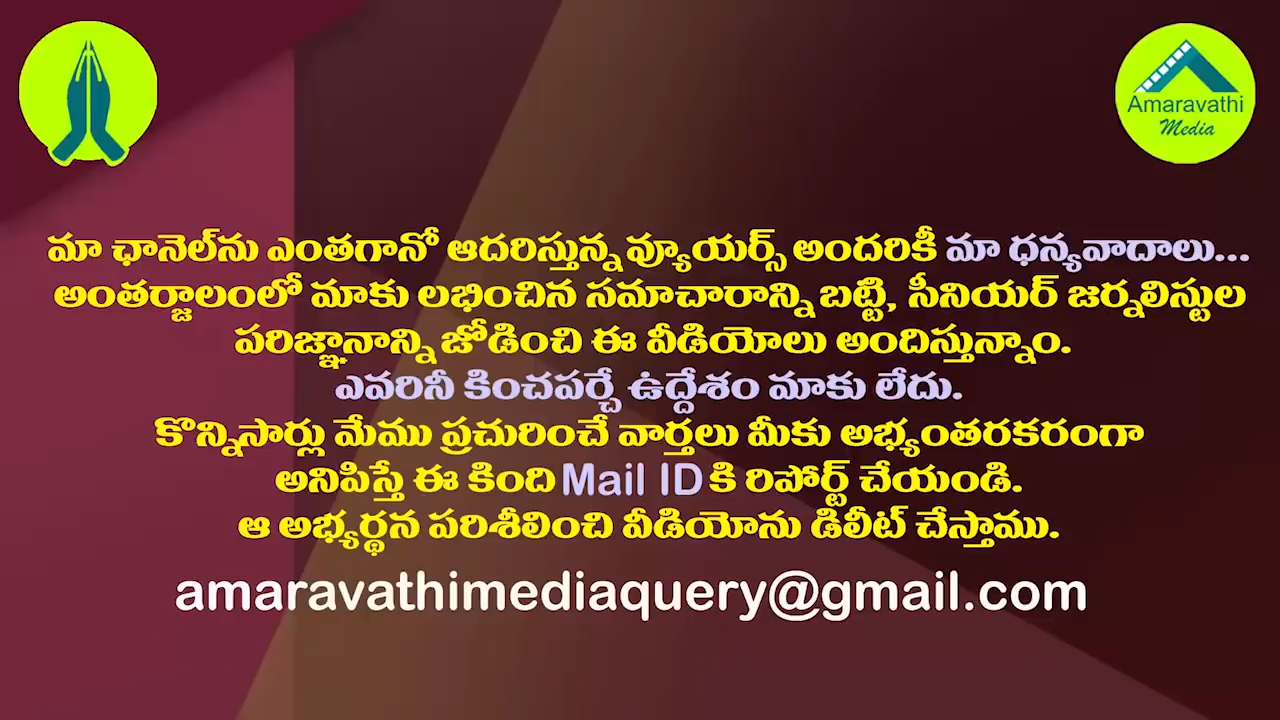 Amaravathi
Media
మా ఛానెల్‌ను ఎంతగానో ఆదరిస్తున్న వ్యూయర్స్ అందరికీ మా ధన్యవాదాలు...
అంతర్జాలంలో మాకు లభించిన సమాచారాన్ని బట్టి, సీనియర్ జర్నలిస్టుల
పరిజ్ఞానాన్ని జోడించి ఈ వీడియోలు అందిస్తున్నాం.
ఎవరినీ కించపర్చే ఉద్దేశం మాకు లేదు.
కొన్నిసార్లు మేము ప్రచురించే వార్తలు మీకు అభ్యంతరకరంగా
అనిపిస్తే ఈ కింది Mail ID కి రిపోర్ట్ చేయండి.
ఆ అభ్యర్థన పరిశీలించి వీడియోను డిలీట్ చేస్తాము.
amaravathimediaquery@gmail.com